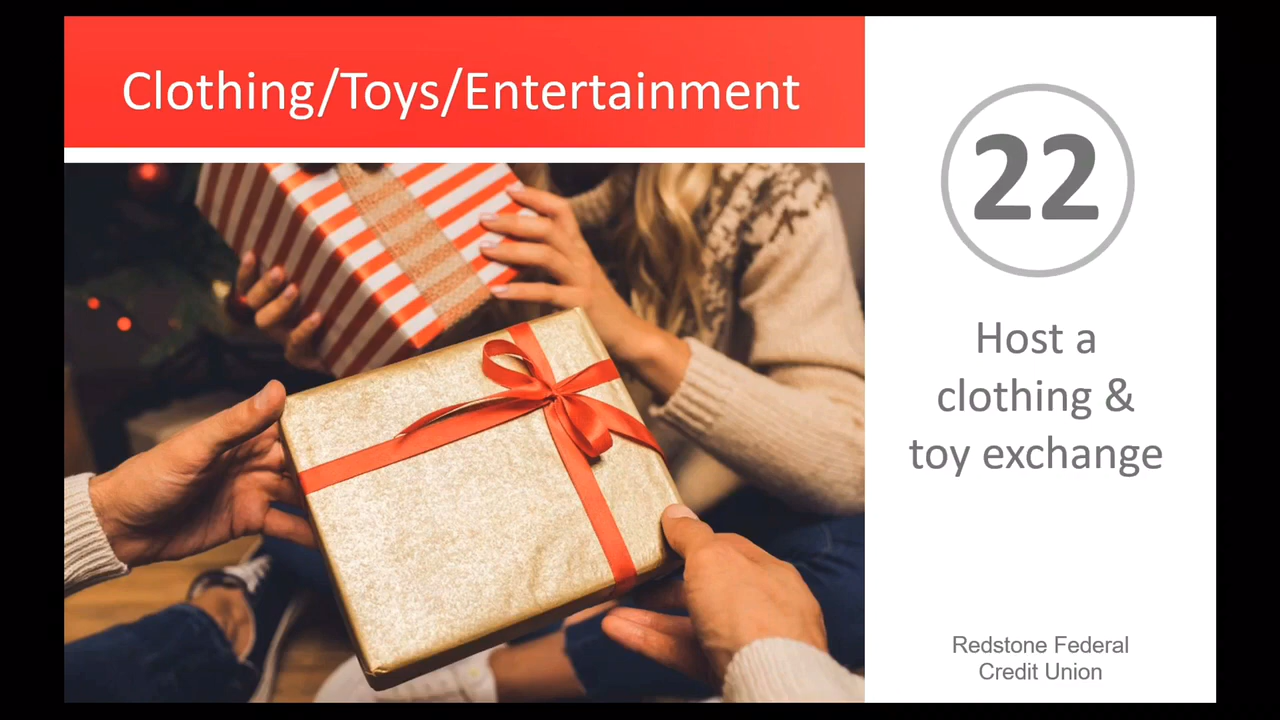 Clothing/Toys/Entertainment
22
Host a
clothing &
toy exchange
Redstone Federal
Credit Union